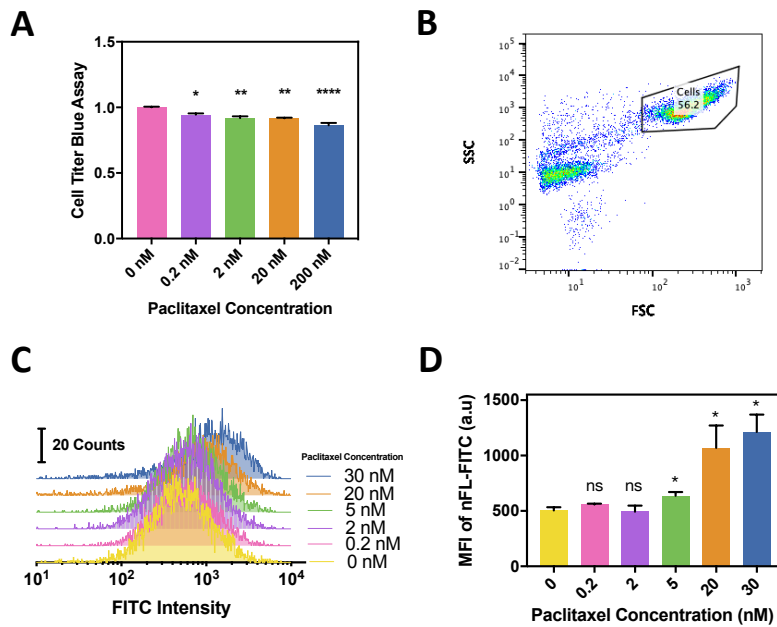 A
Cell Titer Blue Assay
1.5
1.0
0.5
0.0
*
**
**
****
0 nM
0.2 nM
2 nM
20 nM
200 nM
Paclitaxel Concentration
B
SSC
10^5
10^4
10^3
10^2
10^1
10^0
10^-1
10^-2
Cells
56.2
10^1
10^2
10^3
FSC
C
20 Counts
Paclitaxel Concentration
30 nM
20 nM
5 nM
2 nM
0.2 nM
0 nM
10^1
10^2
10^3
10^4
FITC Intensity
D
MFI of nFL-FITC (a.u)
1500
1000
500
0
ns
ns
*
*
*
0
0.2
2
5
20
30
Paclitaxel Concentration (nM)